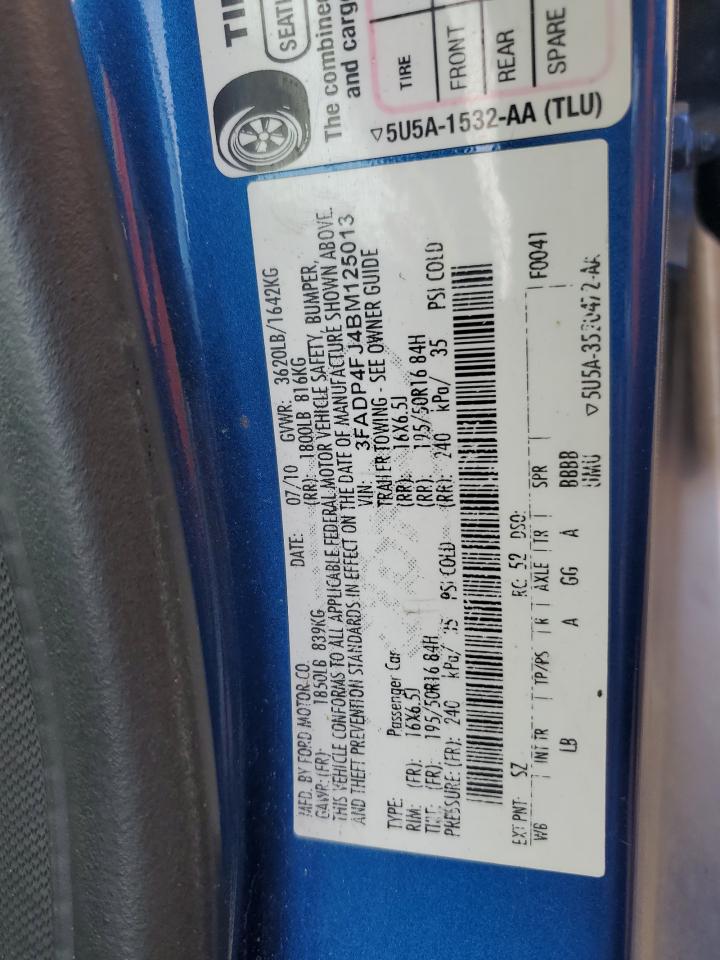 TIR
SEATI
The combined
and cargo
TIRE
FRONT
REAR
SPARE
▽5U5A-1532-AA (TLU)
MFD. BY FORD MOTOR CO. DATE: 07/10 GVWR: 3620LB/1642KG
GAWR: (FR): 1850LB 839KG (RR): 1800LB 816KG
THIS VEHICLE CONFORMS TO ALL APPLICABLE FEDERAL MOTOR VEHICLE SAFETY, BUMPER,
AND THEFT PREVENTION STANDARDS IN EFFECT ON THE DATE OF MANUFACTURE SHOWN ABOVE.
VIN: 3FADP4FJ4BM125013
TYPE: Passenger Car TRAILER TOWING - SEE OWNER GUIDE
RIM: (FR): 16X6.5J (RR): 16X6.5J
TIRE: (FR): 195/50R16 84H (RR): 195/50R16 84H
PRESSURE: (FR): 240 kPa/ 35 PSI COLD (RR): 240 kPa/ 35 PSI COLD
EXT PNT: SZ RC: 52 DSO: F0041
WB INT TR TP/PS R AXLE TR SPR
LB A GG A BBBB
▽5U5A-3520472-AA